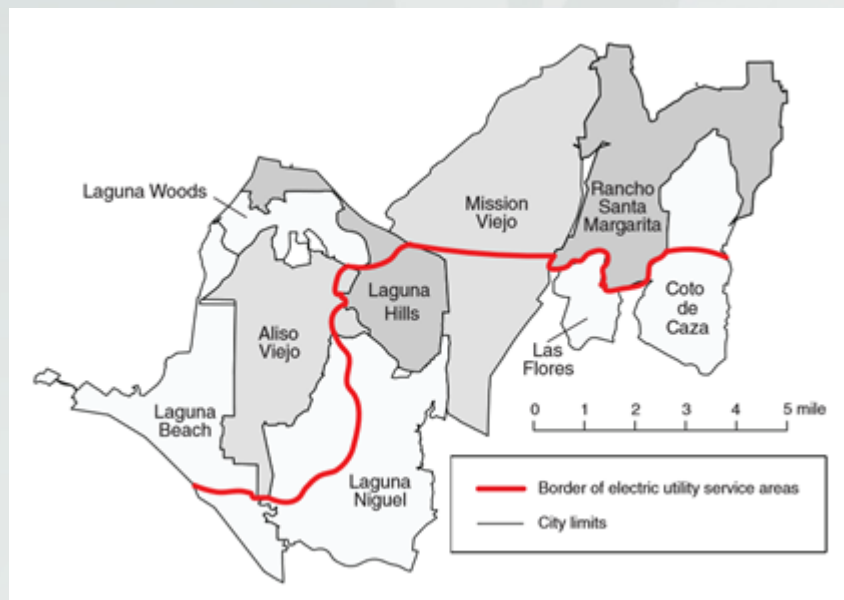 Laguna Woods
Mission
Viejo
Rancho
Santa
Margarita
Laguna
Hills
Coto
de
Caza
Aliso
Viejo
Las
Flores
Laguna
Beach
Laguna
Niguel
0 1 2 3 4 5 mile
Border of electric utility service areas
City limits